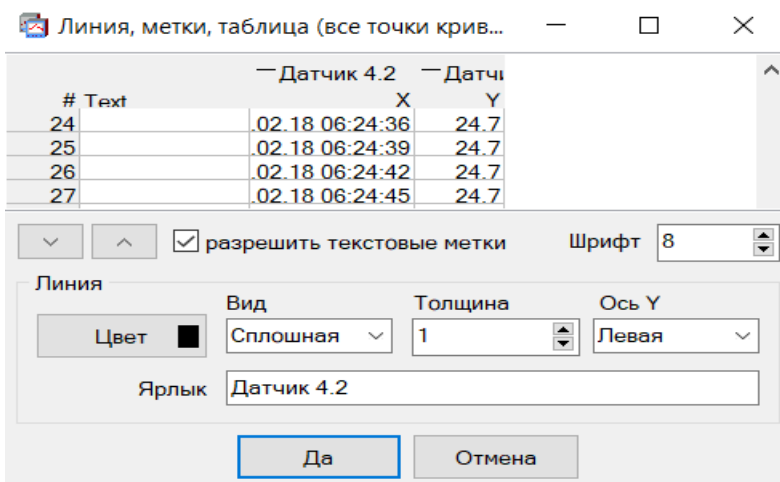 Линия, метки, таблица (все точки крив...
Датчик 4.2 Датчи
# Text X Y
24 .02.18 06:24:36 24.7
25 .02.18 06:24:39 24.7
26 .02.18 06:24:42 24.7
27 .02.18 06:24:45 24.7
разрешить текстовые метки Шрифт 8
Линия
Вид Толщина Ось Y
Цвет Сплошная 1 Левая
Ярлык Датчик 4.2
Да Отмена